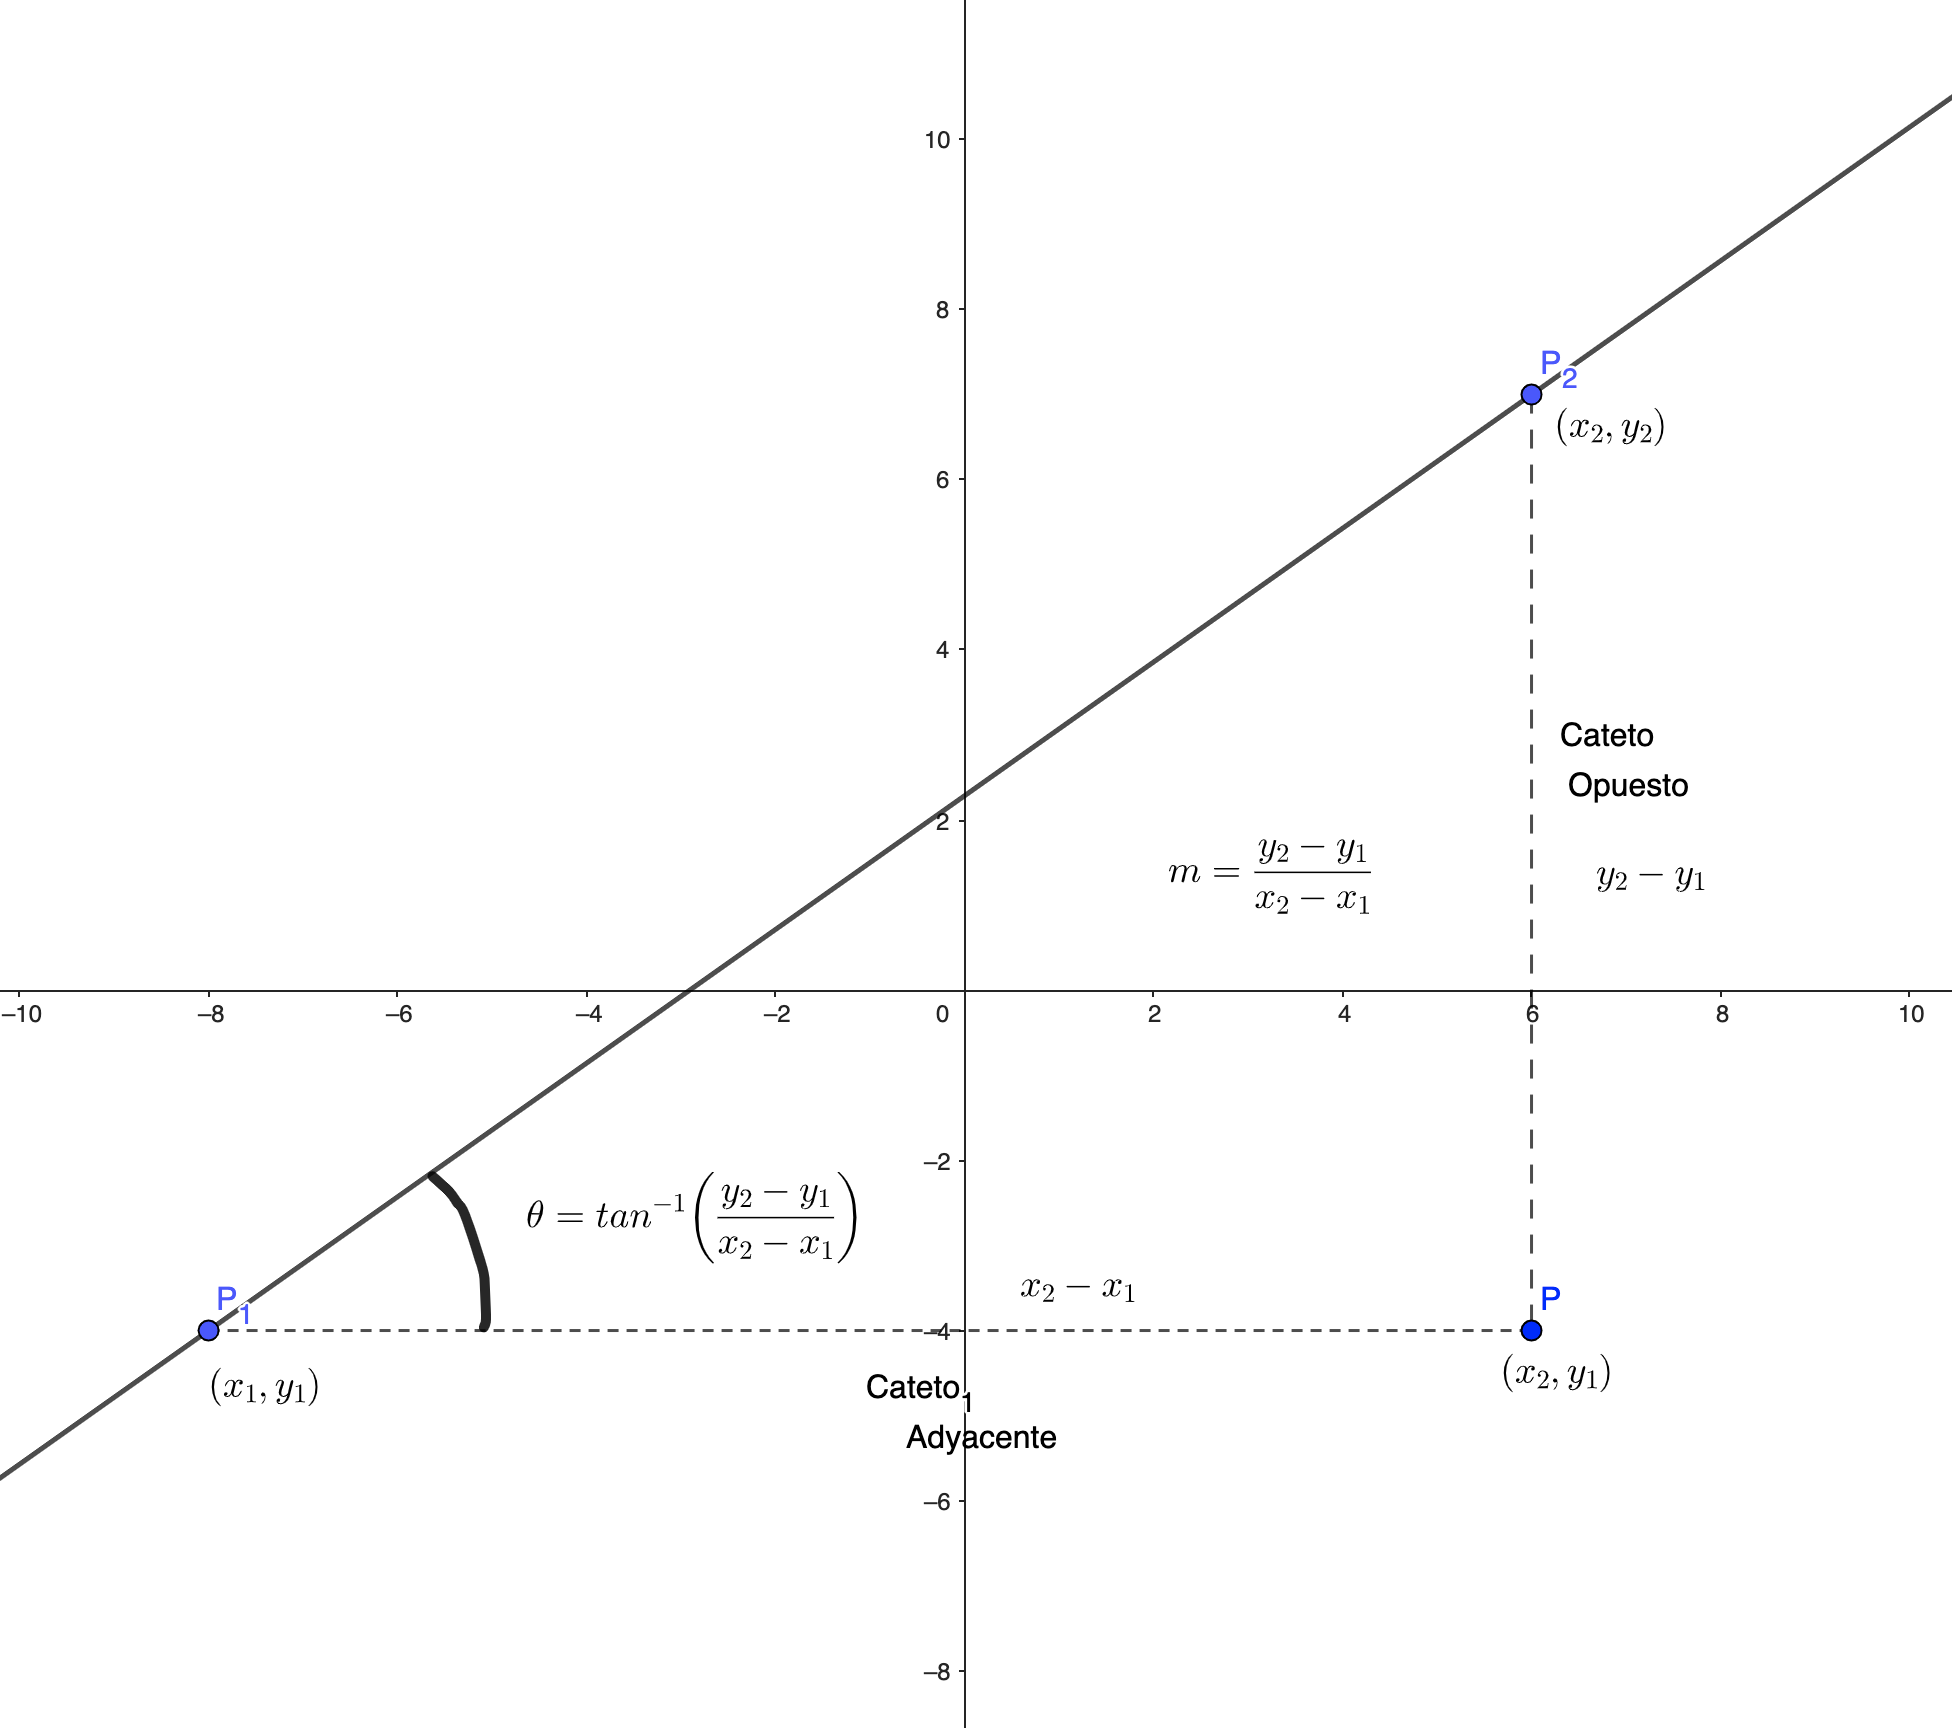 10
8
P₂
(x₂, y₂)
6
4
Cateto
Opuesto
2
m = \frac{y₂ − y₁}{x₂ − x₁}
y₂ − y₁
–10 –8 –6 –4 –2 0 2 4 6 8 10
–2
θ = tan⁻¹(\frac{y₂ − y₁}{x₂ − x₁})
x₂ − x₁
P₁
P
–4
(x₁, y₁)
(x₂, y₁)
Cateto₁
Adyacente
–6
–8